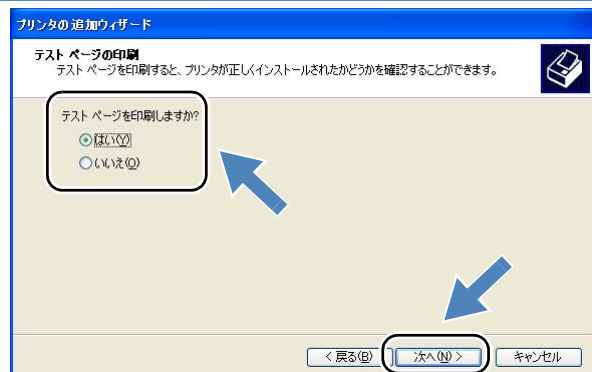 プリンタの追加ウィザード
テスト ページの印刷
テスト ページを印刷すると、プリンタが正しくインストールされたかどうかを確認することができます。
テスト ページを印刷しますか?
はい(Y)
いいえ(O)
< 戻る(B) 次へ(N) > キャンセル